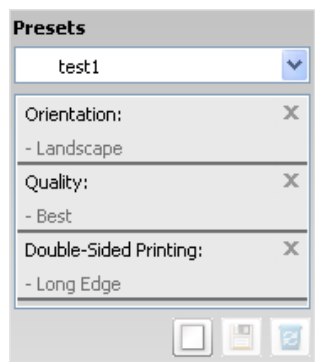 Presets
test1
Orientation:
- Landscape
Quality:
- Best
Double-Sided Printing:
- Long Edge